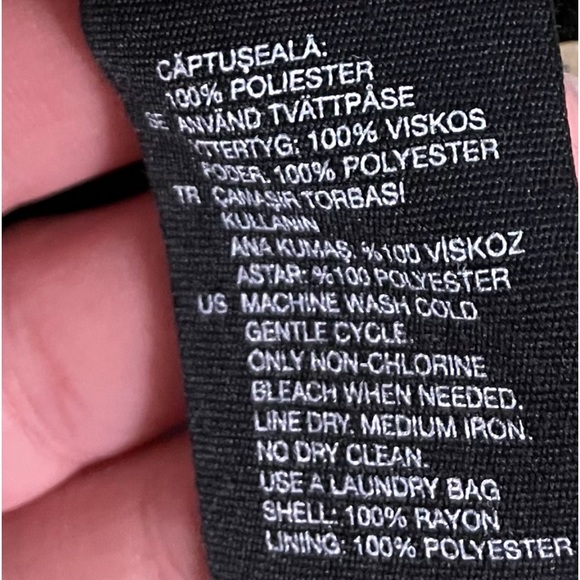 CĂPTUŞEALĂ:
100% POLIESTER
SE ANVÄND TVÄTTPÅSE
YTTERTYG: 100% VISKOS
FODER: 100% POLYESTER
TR ÇAMAŞIR TORBASI
KULLANIN
ANA KUMAŞ: %100 VİSKOZ
ASTAR: %100 POLYESTER
US MACHINE WASH COLD
GENTLE CYCLE.
ONLY NON-CHLORINE
BLEACH WHEN NEEDED.
LINE DRY. MEDIUM IRON.
NO DRY CLEAN.
USE A LAUNDRY BAG
SHELL: 100% RAYON
LINING: 100% POLYESTER